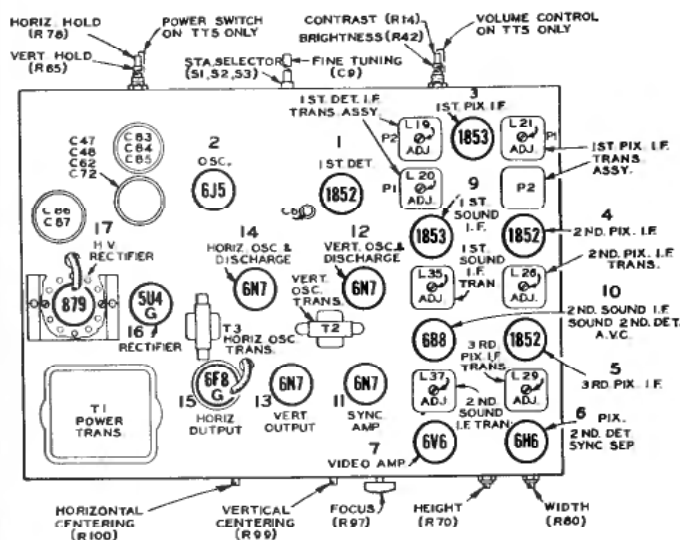 HORIZ. HOLD
(R78)
POWER SWITCH
ON TT5 ONLY
VERT HOLD
(R65)
STA. SELECTOR
(S1, S2, S3)
FINE TUNING
(C9)
CONTRAST (R14)
BRIGHTNESS (R42)
VOLUME CONTROL
ON TT5 ONLY
C47
C48
C62
C72
C83
C84
C85
C86
C87
2
OSC.
6J5
1
1ST DET.
1852
1ST. DET. I.F.
TRANS. ASSY.
P2
L19
ADJ.
3
1ST. PIX. I.F.
1853
L21
ADJ.
P1
1ST PIX. I.F.
TRANS.
ASSY.
P1
L20
ADJ.
P2
9
1ST
SOUND
I.F.
1853
4
2ND. PIX. I.F.
1852
17
H.V.
RECTIFIER
879
16
RECTIFIER
5U4
G
14
HORIZ. OSC &
DISCHARGE
6N7
12
VERT. OSC. &
DISCHARGE
6N7
VERT.
OSC.
TRANS.
T2
T3
HORIZ OSC.
TRANS.
1ST
SOUND
I.F.
TRAN.
L35
ADJ.
L26
ADJ.
2ND. PIX. I.F.
TRANS.
10
2ND. SOUND I.F.
SOUND 2ND. DET.
A.V.C.
6B8
1852
5
3RD. PIX. I.F.
3RD.
PIX. I.F.
TRANS
L37
ADJ.
L29
ADJ.
2ND
SOUND
I.F. TRAN.
T1
POWER
TRANS.
15
6F8
G
HORIZ
OUTPUT
13
6N7
VERT
OUTPUT
11
6N7
SYNC.
AMP
7
VIDEO AMP
6V6
6
PIX.
2ND. DET.
SYNC SEP
6H6
HORIZONTAL
CENTERING
(R100)
VERTICAL
CENTERING
(R99)
FOCUS
(R97)
HEIGHT
(R70)
WIDTH
(R80)